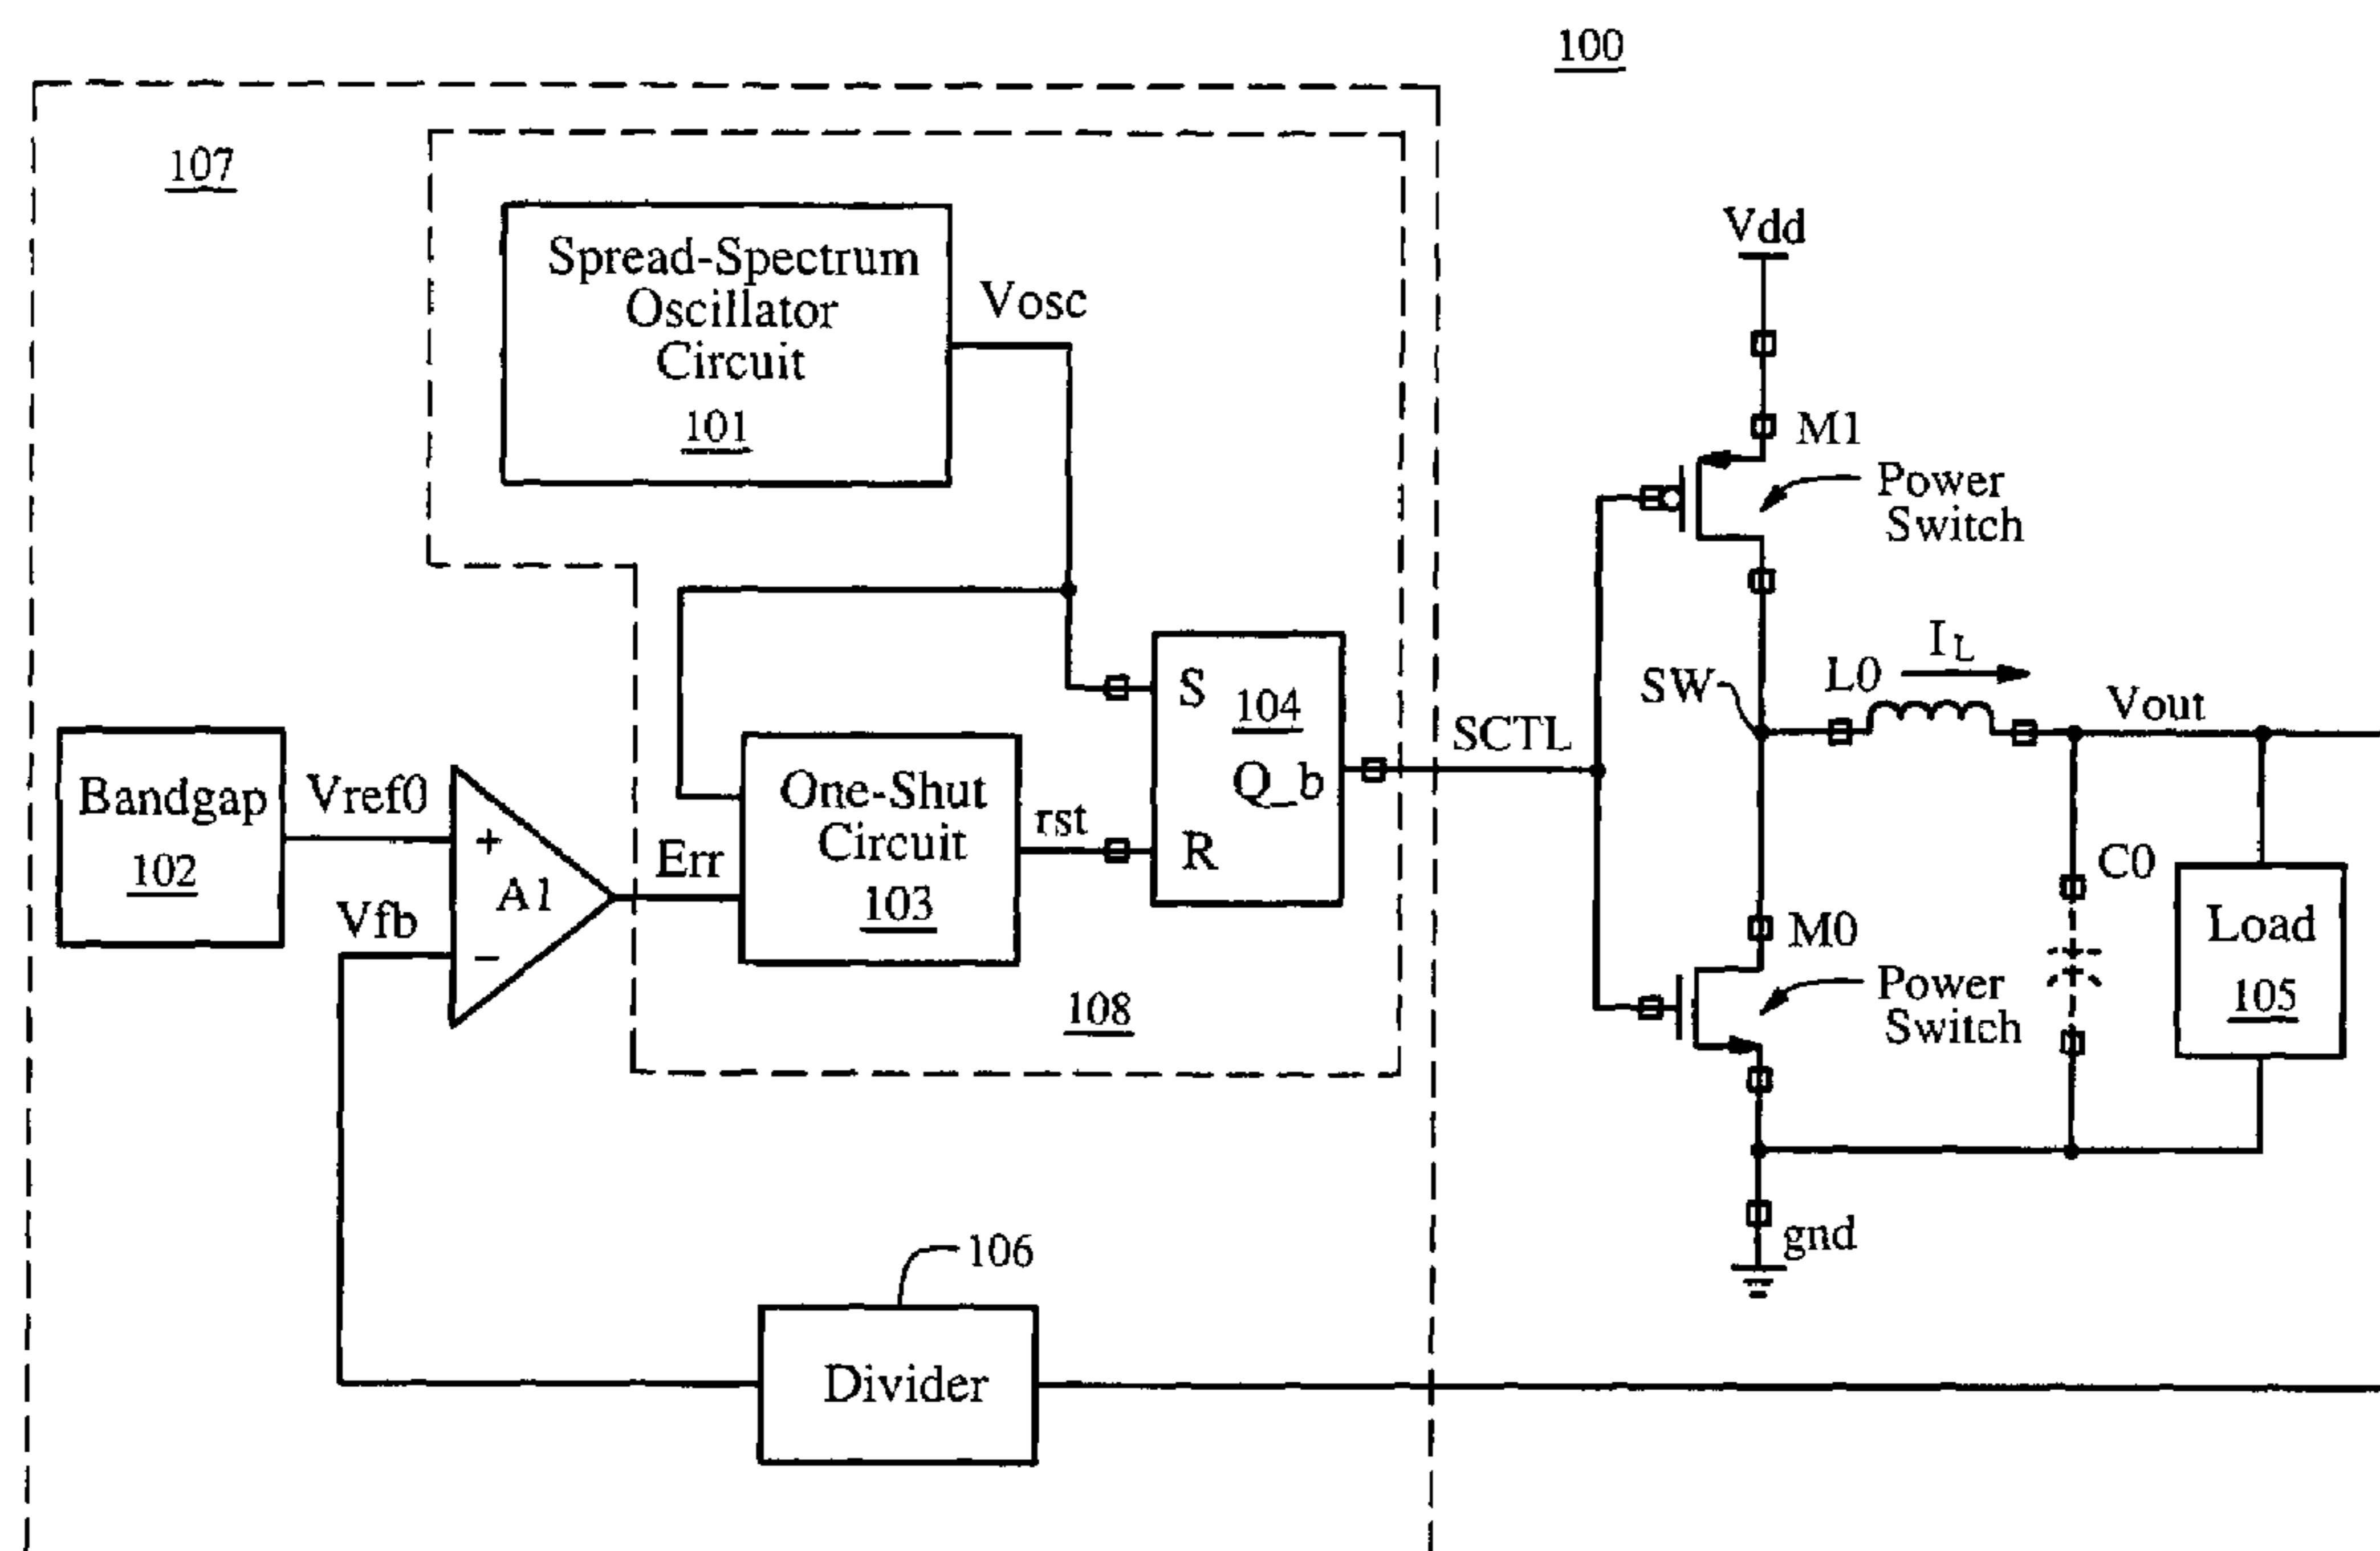 100
107
Spread-Spectrum
Oscillator
Circuit
101
Vosc
Vdd
M1
Power
Switch
S
104
Q_b
R
SCTL
SW
L0
IL
Vout
Bandgap
102
Vref0
Vfb
+
A1
−
Err
One-Shut
Circuit
103
rst
108
M0
Power
Switch
C0
Load
105
gnd
106
Divider